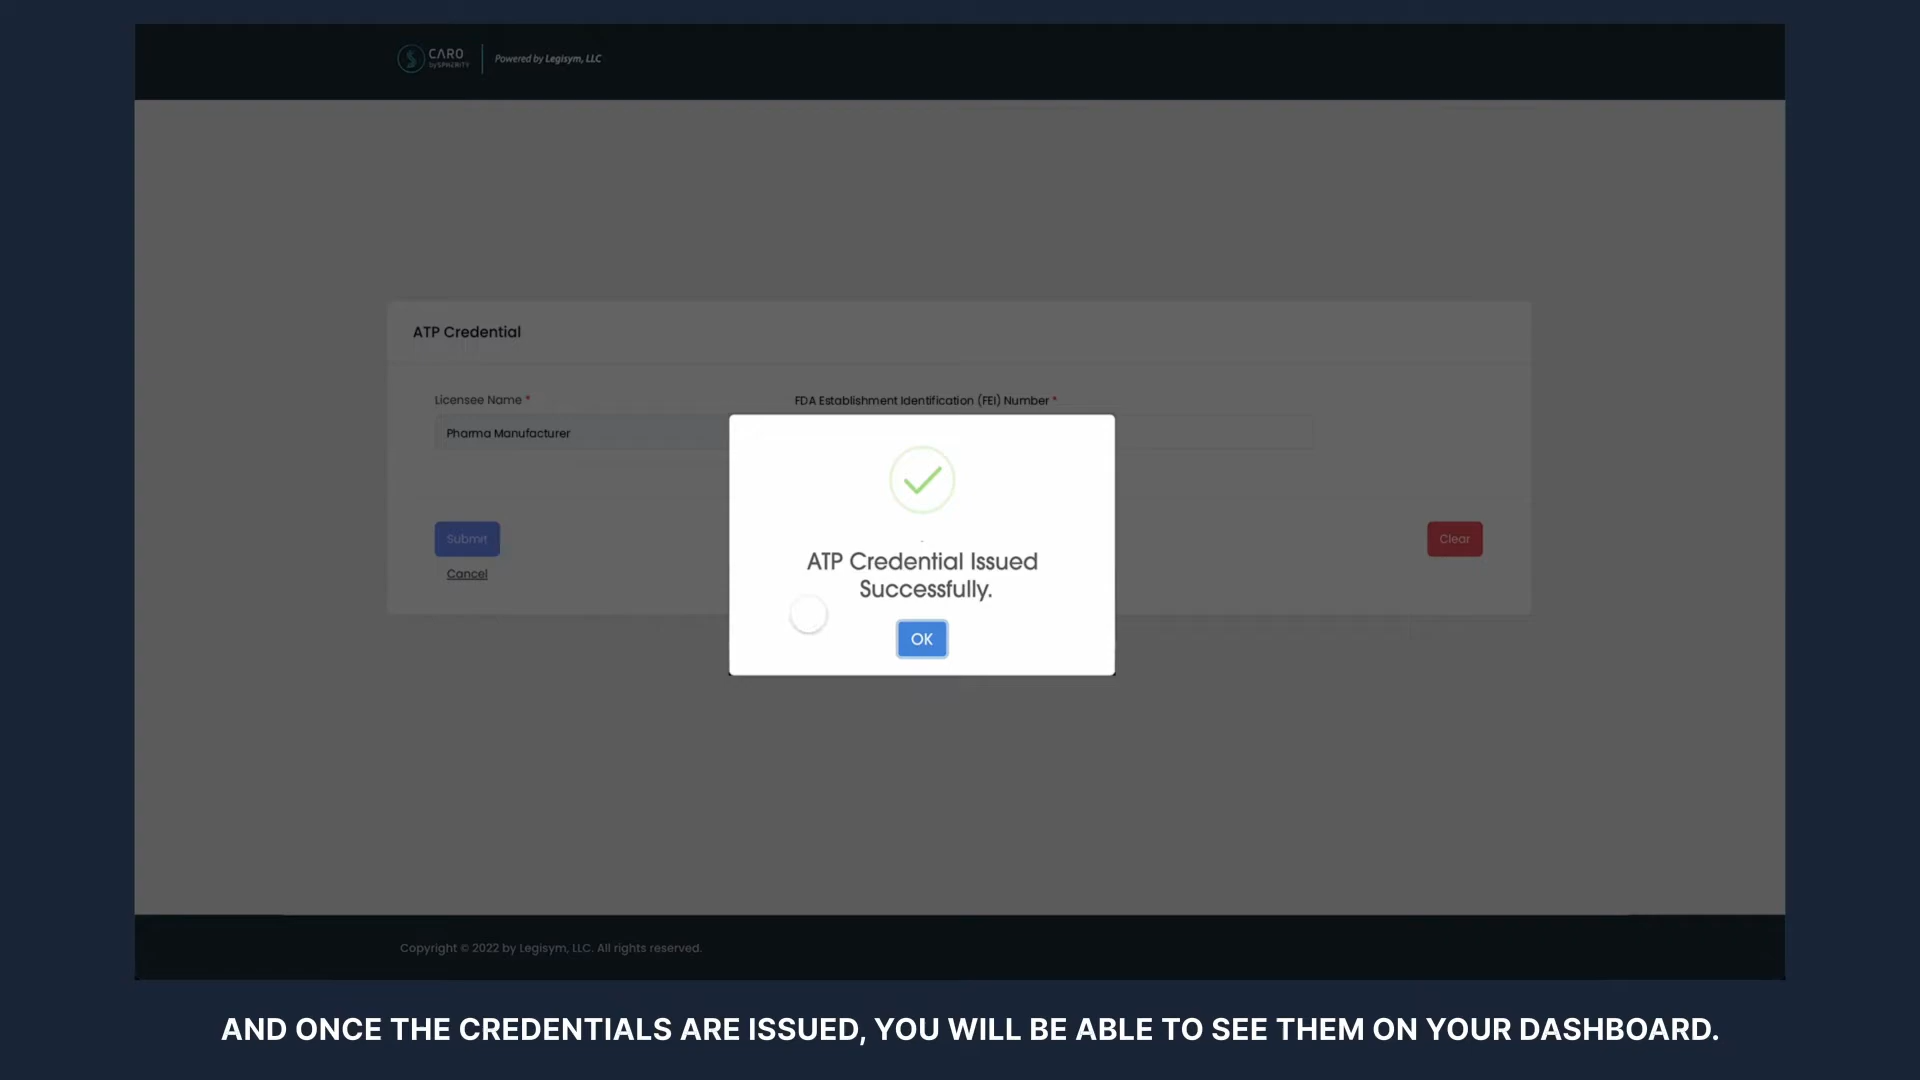 CARO
by SPHERITY
Powered by Legisym, LLC
ATP Credential
Licensee Name *
FDA Establishment Identification (FEI) Number *
Pharma Manufacturer
ATP Credential Issued
Successfully.
OK
Submit
Clear
Cancel
Copyright © 2022 by Legisym, LLC. All rights reserved.
AND ONCE THE CREDENTIALS ARE ISSUED, YOU WILL BE ABLE TO SEE THEM ON YOUR DASHBOARD.